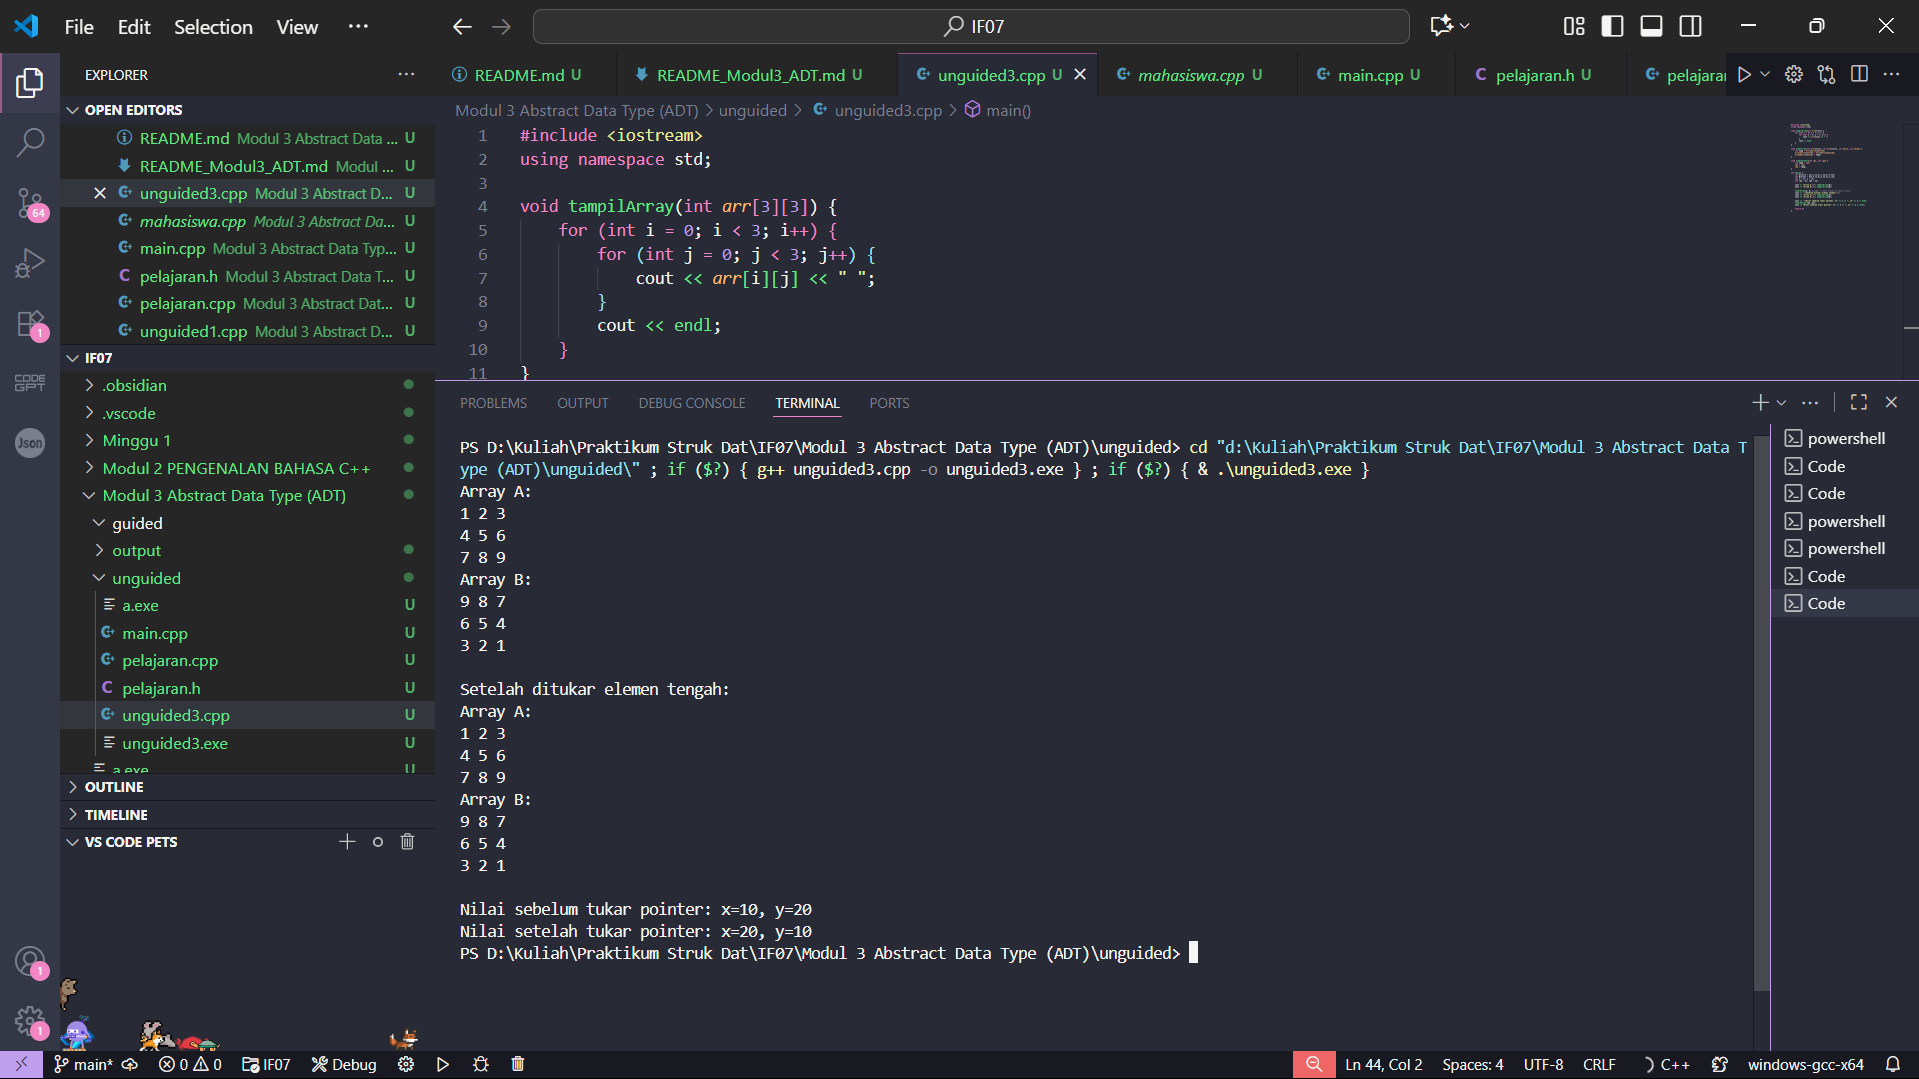 File Edit Selection View ···
IF07
EXPLORER
OPEN EDITORS
README.md Modul 3 Abstract Data ... U
README_Modul3_ADT.md Modul ... U
unguided3.cpp Modul 3 Abstract D... U
mahasiswa.cpp Modul 3 Abstract Da... U
main.cpp Modul 3 Abstract Data Typ... U
pelajaran.h Modul 3 Abstract Data T... U
pelajaran.cpp Modul 3 Abstract Dat... U
unguided1.cpp Modul 3 Abstract D... U
IF07
.obsidian
.vscode
Minggu 1
Modul 2 PENGENALAN BAHASA C++
Modul 3 Abstract Data Type (ADT)
guided
output
unguided
a.exe U
main.cpp U
pelajaran.cpp U
pelajaran.h U
unguided3.cpp U
unguided3.exe U
a.exe U
OUTLINE
TIMELINE
VS CODE PETS
64
1
CODE GPT
Json
1
1
README.md U
README_Modul3_ADT.md U
unguided3.cpp U
mahasiswa.cpp U
main.cpp U
pelajaran.h U
pelajaran
Modul 3 Abstract Data Type (ADT) > unguided > unguided3.cpp > main()
1 #include <iostream>
2 using namespace std;
3
4 void tampilArray(int arr[3][3]) {
5 for (int i = 0; i < 3; i++) {
6 for (int j = 0; j < 3; j++) {
7 cout << arr[i][j] << " ";
8 }
9 cout << endl;
10 }
11 }
PROBLEMS OUTPUT DEBUG CONSOLE TERMINAL PORTS
PS D:\Kuliah\Praktikum Struk Dat\IF07\Modul 3 Abstract Data Type (ADT)\unguided> cd "d:\Kuliah\Praktikum Struk Dat\IF07\Modul 3 Abstract Data T
ype (ADT)\unguided\" ; if ($?) { g++ unguided3.cpp -o unguided3.exe } ; if ($?) { & .\unguided3.exe }
Array A:
1 2 3
4 5 6
7 8 9
Array B:
9 8 7
6 5 4
3 2 1
Setelah ditukar elemen tengah:
Array A:
1 2 3
4 5 6
7 8 9
Array B:
9 8 7
6 5 4
3 2 1
Nilai sebelum tukar pointer: x=10, y=20
Nilai setelah tukar pointer: x=20, y=10
PS D:\Kuliah\Praktikum Struk Dat\IF07\Modul 3 Abstract Data Type (ADT)\unguided>
powershell
Code
Code
powershell
powershell
Code
Code
main* 0 0 IF07 Debug
Ln 44, Col 2 Spaces: 4 UTF-8 CRLF C++ windows-gcc-x64